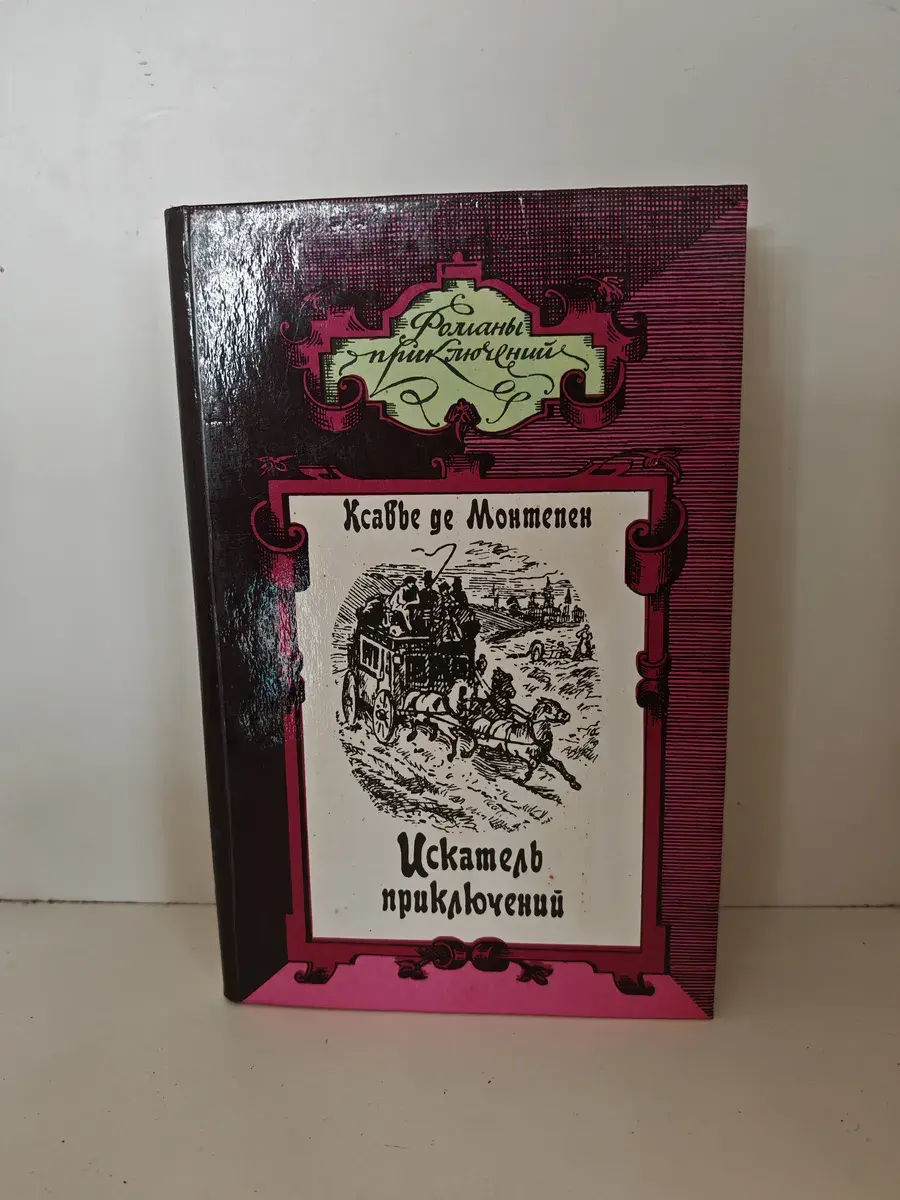 Романы
приключений
Ксавье де Монтепен
Искатель
приключений